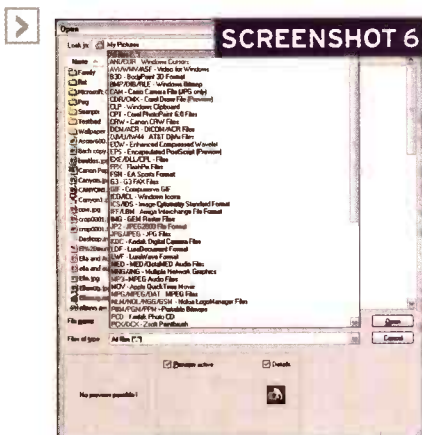 SCREENSHOT 6
Open
Look in: My Pictures
Name
Family
Microsoft
Peg
Wallpaper
ANI/CUR - Windows Cursors
AVI/WMV/ASF - Video for Windows
B3D - BodyPaint 3D Format
BMP/DIB/RLE - Windows Bitmap
CAM - Casio Camera File (JPG only)
CDR/CMX - Corel Draw File (Preview)
CLP - Windows Clipboard
CPT - Corel PhotoPaint 6.0 Files
CRW - Canon CRW Files
DCM/ACR - DICOM/ACR Files
DJVU/IW44 - AT&T DjVu Files
ECW - Enhanced Compressed Wavelet
EPS - Encapsulated PostScript (Preview)
EXE/DLL/CPL - Files
FPX - FlashPix Files
FSH - EA Sports Format
G3 - G3 FAX Files
GIF - Compuserve GIF
ICO/ICL - Windows Icons
ICS/IDS - Image Cytometry Standard Format
IFF/LBM - Amiga Interchange File Format
IMG - GEM Raster Files
JP2 - JPEG2000 File Format
JPG/JPEG - JPG Files
KDC - Kodak Digital Camera Files
LDF - LuraDocument Format
LWF - LuraWave Format
MED - MED/OctaMED Audio Files
MNG/JNG - Multiple Network Graphics
MP3 - MPEG Audio Files
MOV - Apple QuickTime Movie
MPG/MPEG/DAT - MPEG Files
NLM/NOL/NGG/GSM - Nokia LogoManager Files
PBM/PGM/PPM - Portable Bitmaps
PCD - Kodak Photo CD
PCX/DCX - Zsoft Paintbrush
File name:
Open
Files of type:
All files (*.*)
Cancel
Preview active
Details
No preview possible !